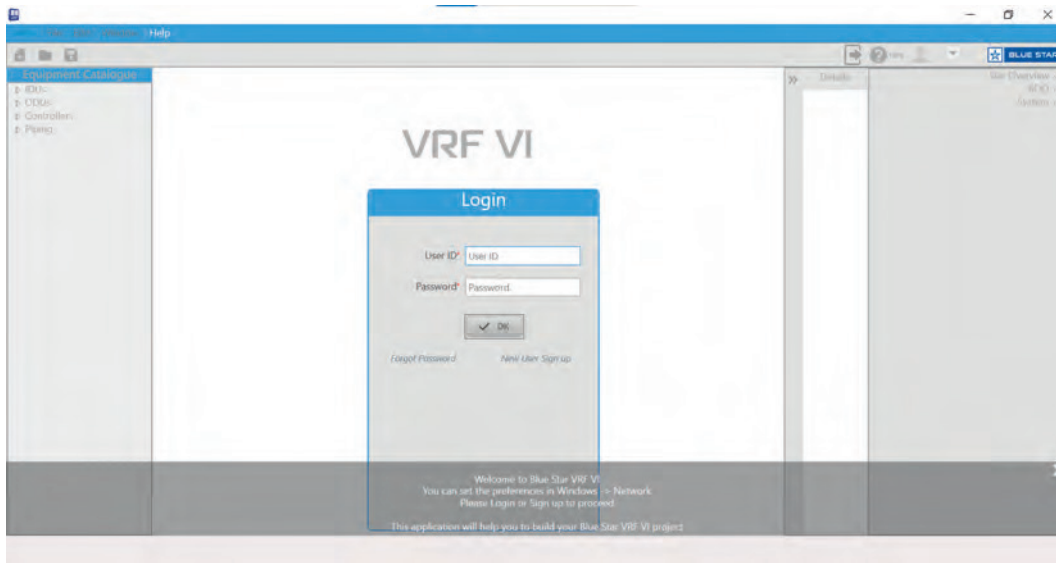 Help
BLUE STAR
Equipment Catalogue
IDUs
ODUs
Controllers
Piping
Details
VRF VI
Login
User ID*
User ID
Password*
Password
OK
Forgot Password
New User Sign up
Welcome to Blue Star VRF VI
You can set the preferences in Windows -> Network
Please Login or Sign up to proceed
This application will help you to build your Blue Star VRF VI project